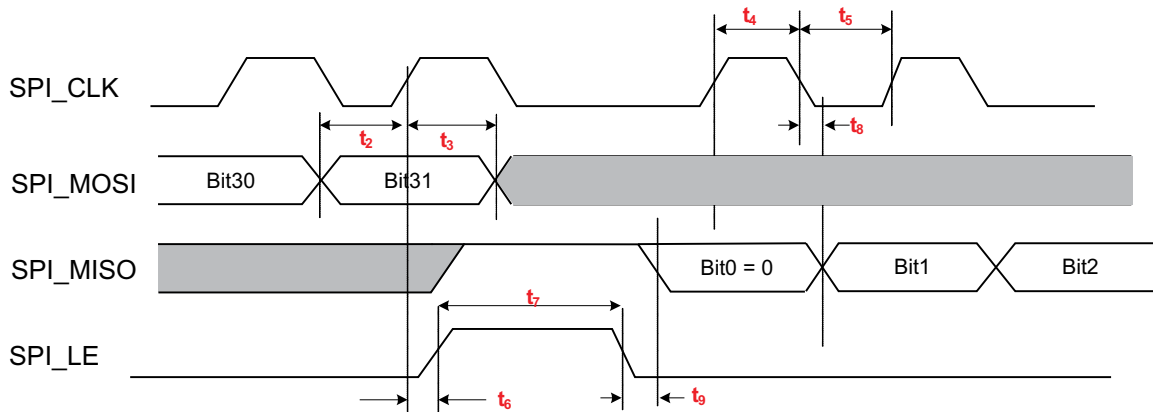 t4 t5
SPI_CLK
t2 t3 t8
SPI_MOSI Bit30 Bit31
SPI_MISO Bit0 = 0 Bit1 Bit2
t7
SPI_LE
t6 t9